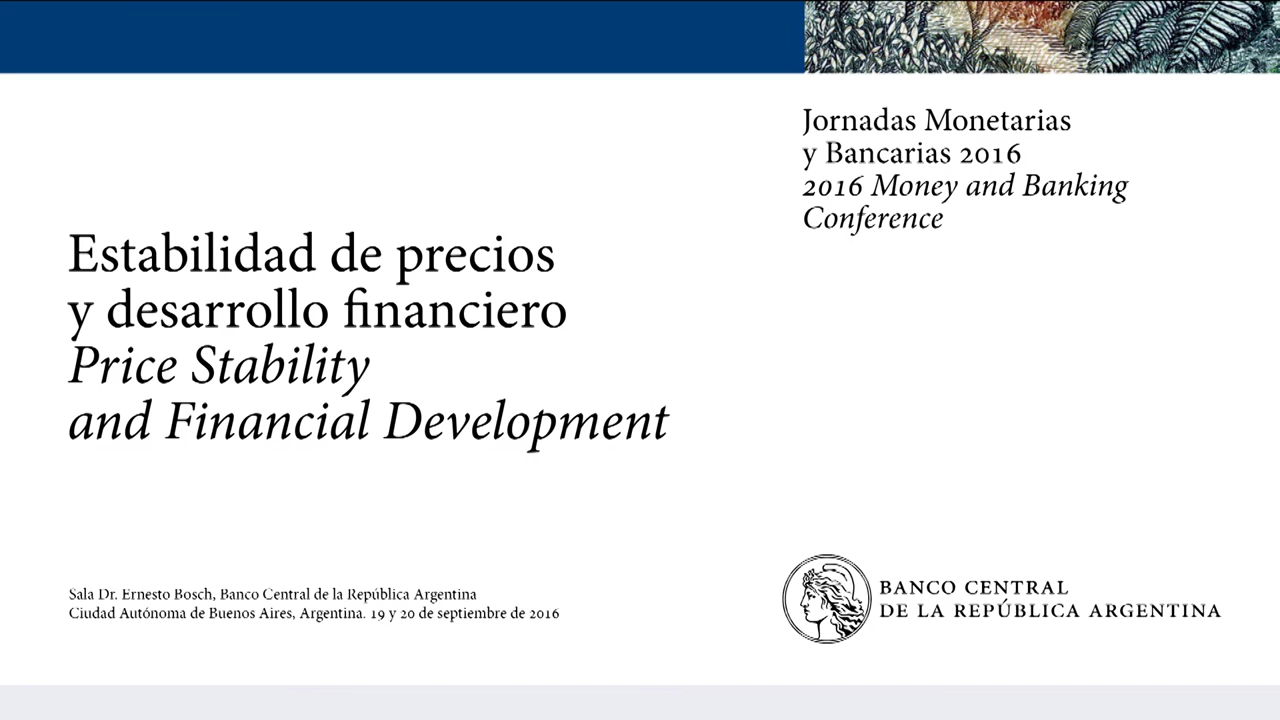 Jornadas Monetarias
y Bancarias 2016
2016 Money and Banking
Conference
Estabilidad de precios
y desarrollo financiero
Price Stability
and Financial Development
Sala Dr. Ernesto Bosch, Banco Central de la República Argentina
Ciudad Autónoma de Buenos Aires, Argentina. 19 y 20 de septiembre de 2016
BANCO CENTRAL
DE LA REPÚBLICA ARGENTINA